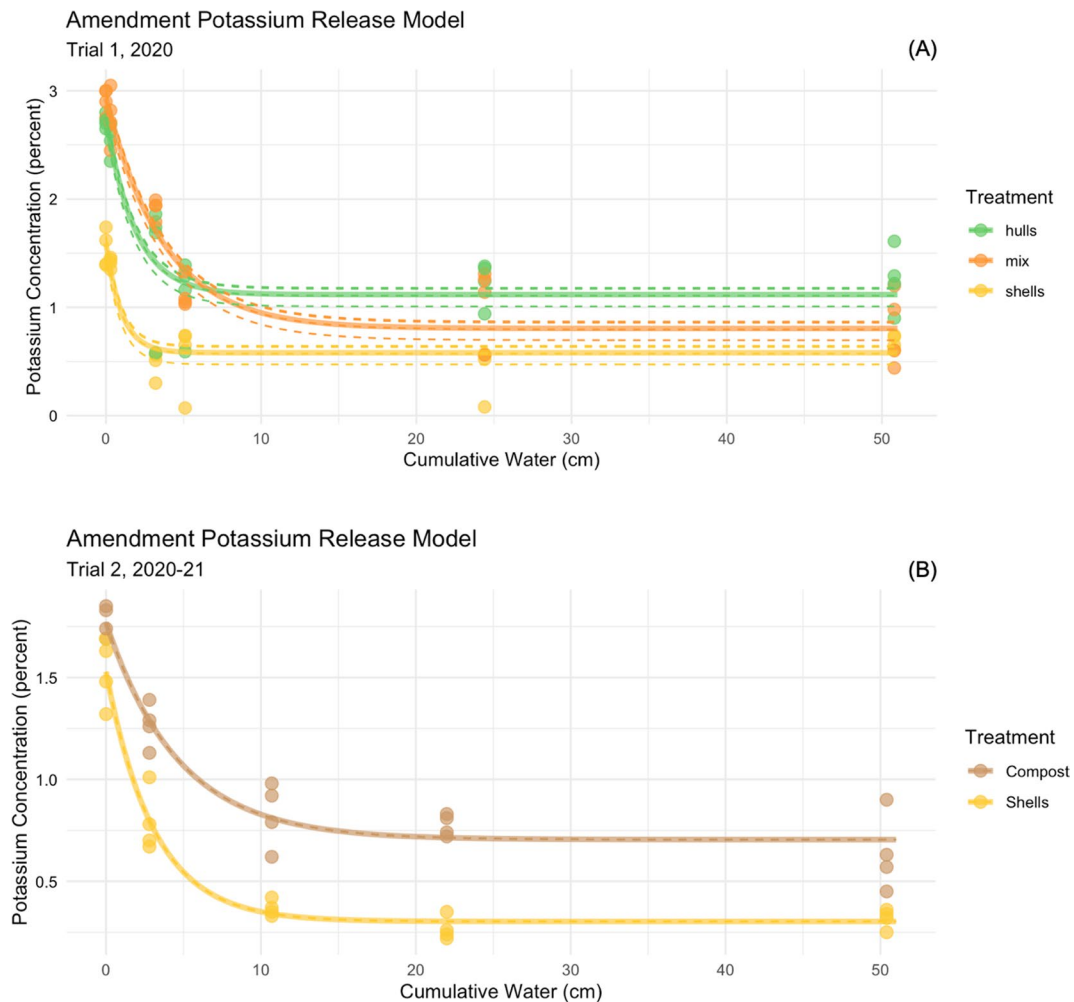 Amendment Potassium Release Model
Trial 1, 2020
(A)
Potassium Concentration (percent)
3
2
1
0
0 10 20 30 40 50
Cumulative Water (cm)
Treatment
hulls
mix
shells
Amendment Potassium Release Model
Trial 2, 2020-21
(B)
Potassium Concentration (percent)
1.5
1.0
0.5
0 10 20 30 40 50
Cumulative Water (cm)
Treatment
Compost
Shells